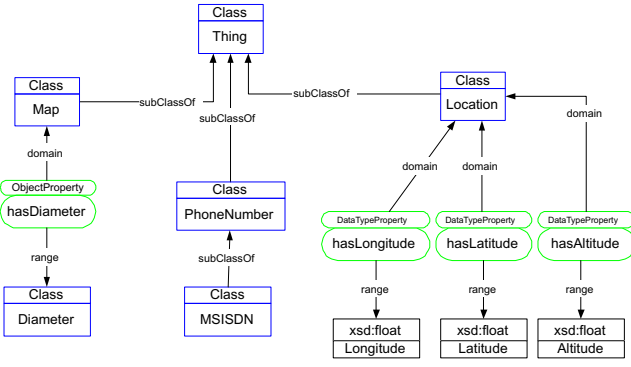 Class
Thing
Class
Map
subClassOf
subClassOf
subClassOf
Class
Location
domain
domain
domain
domain
ObjectProperty
hasDiameter
Class
PhoneNumber
DataTypeProperty
hasLongitude
DataTypeProperty
hasLatitude
DataTypeProperty
hasAltitude
range
subClassOf
range
range
range
Class
Diameter
Class
MSISDN
xsd:float
Longitude
xsd:float
Latitude
xsd:float
Altitude